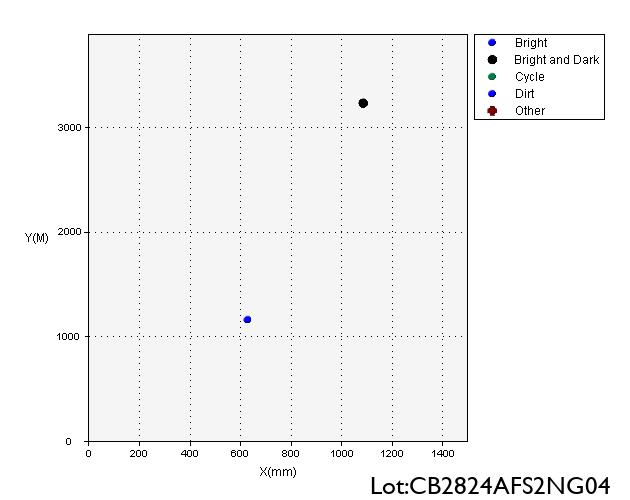 Bright
Bright and Dark
Cycle
Dirt
Other
3000
2000
Y(M)
1000
0
0 200 400 600 800 1000 1200 1400
X(mm)
Lot:CB2824AFS2NG04